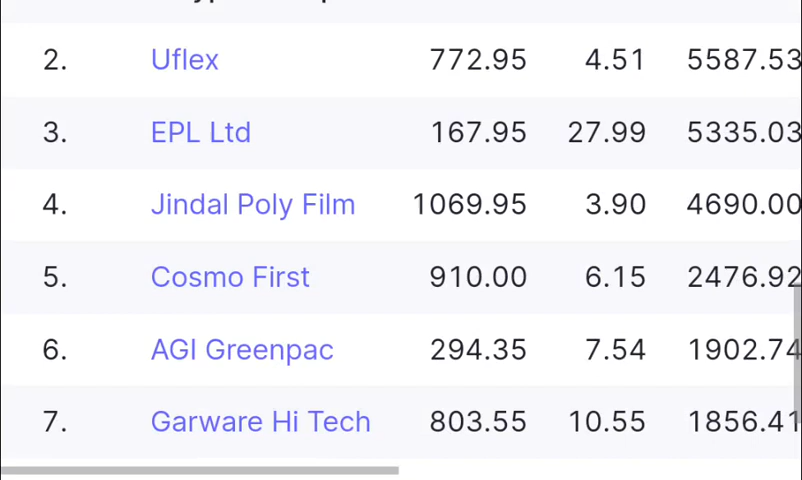 2. Uflex 772.95 4.51 5587.53
3. EPL Ltd 167.95 27.99 5335.03
4. Jindal Poly Film 1069.95 3.90 4690.00
5. Cosmo First 910.00 6.15 2476.92
6. AGI Greenpac 294.35 7.54 1902.74
7. Garware Hi Tech 803.55 10.55 1856.41